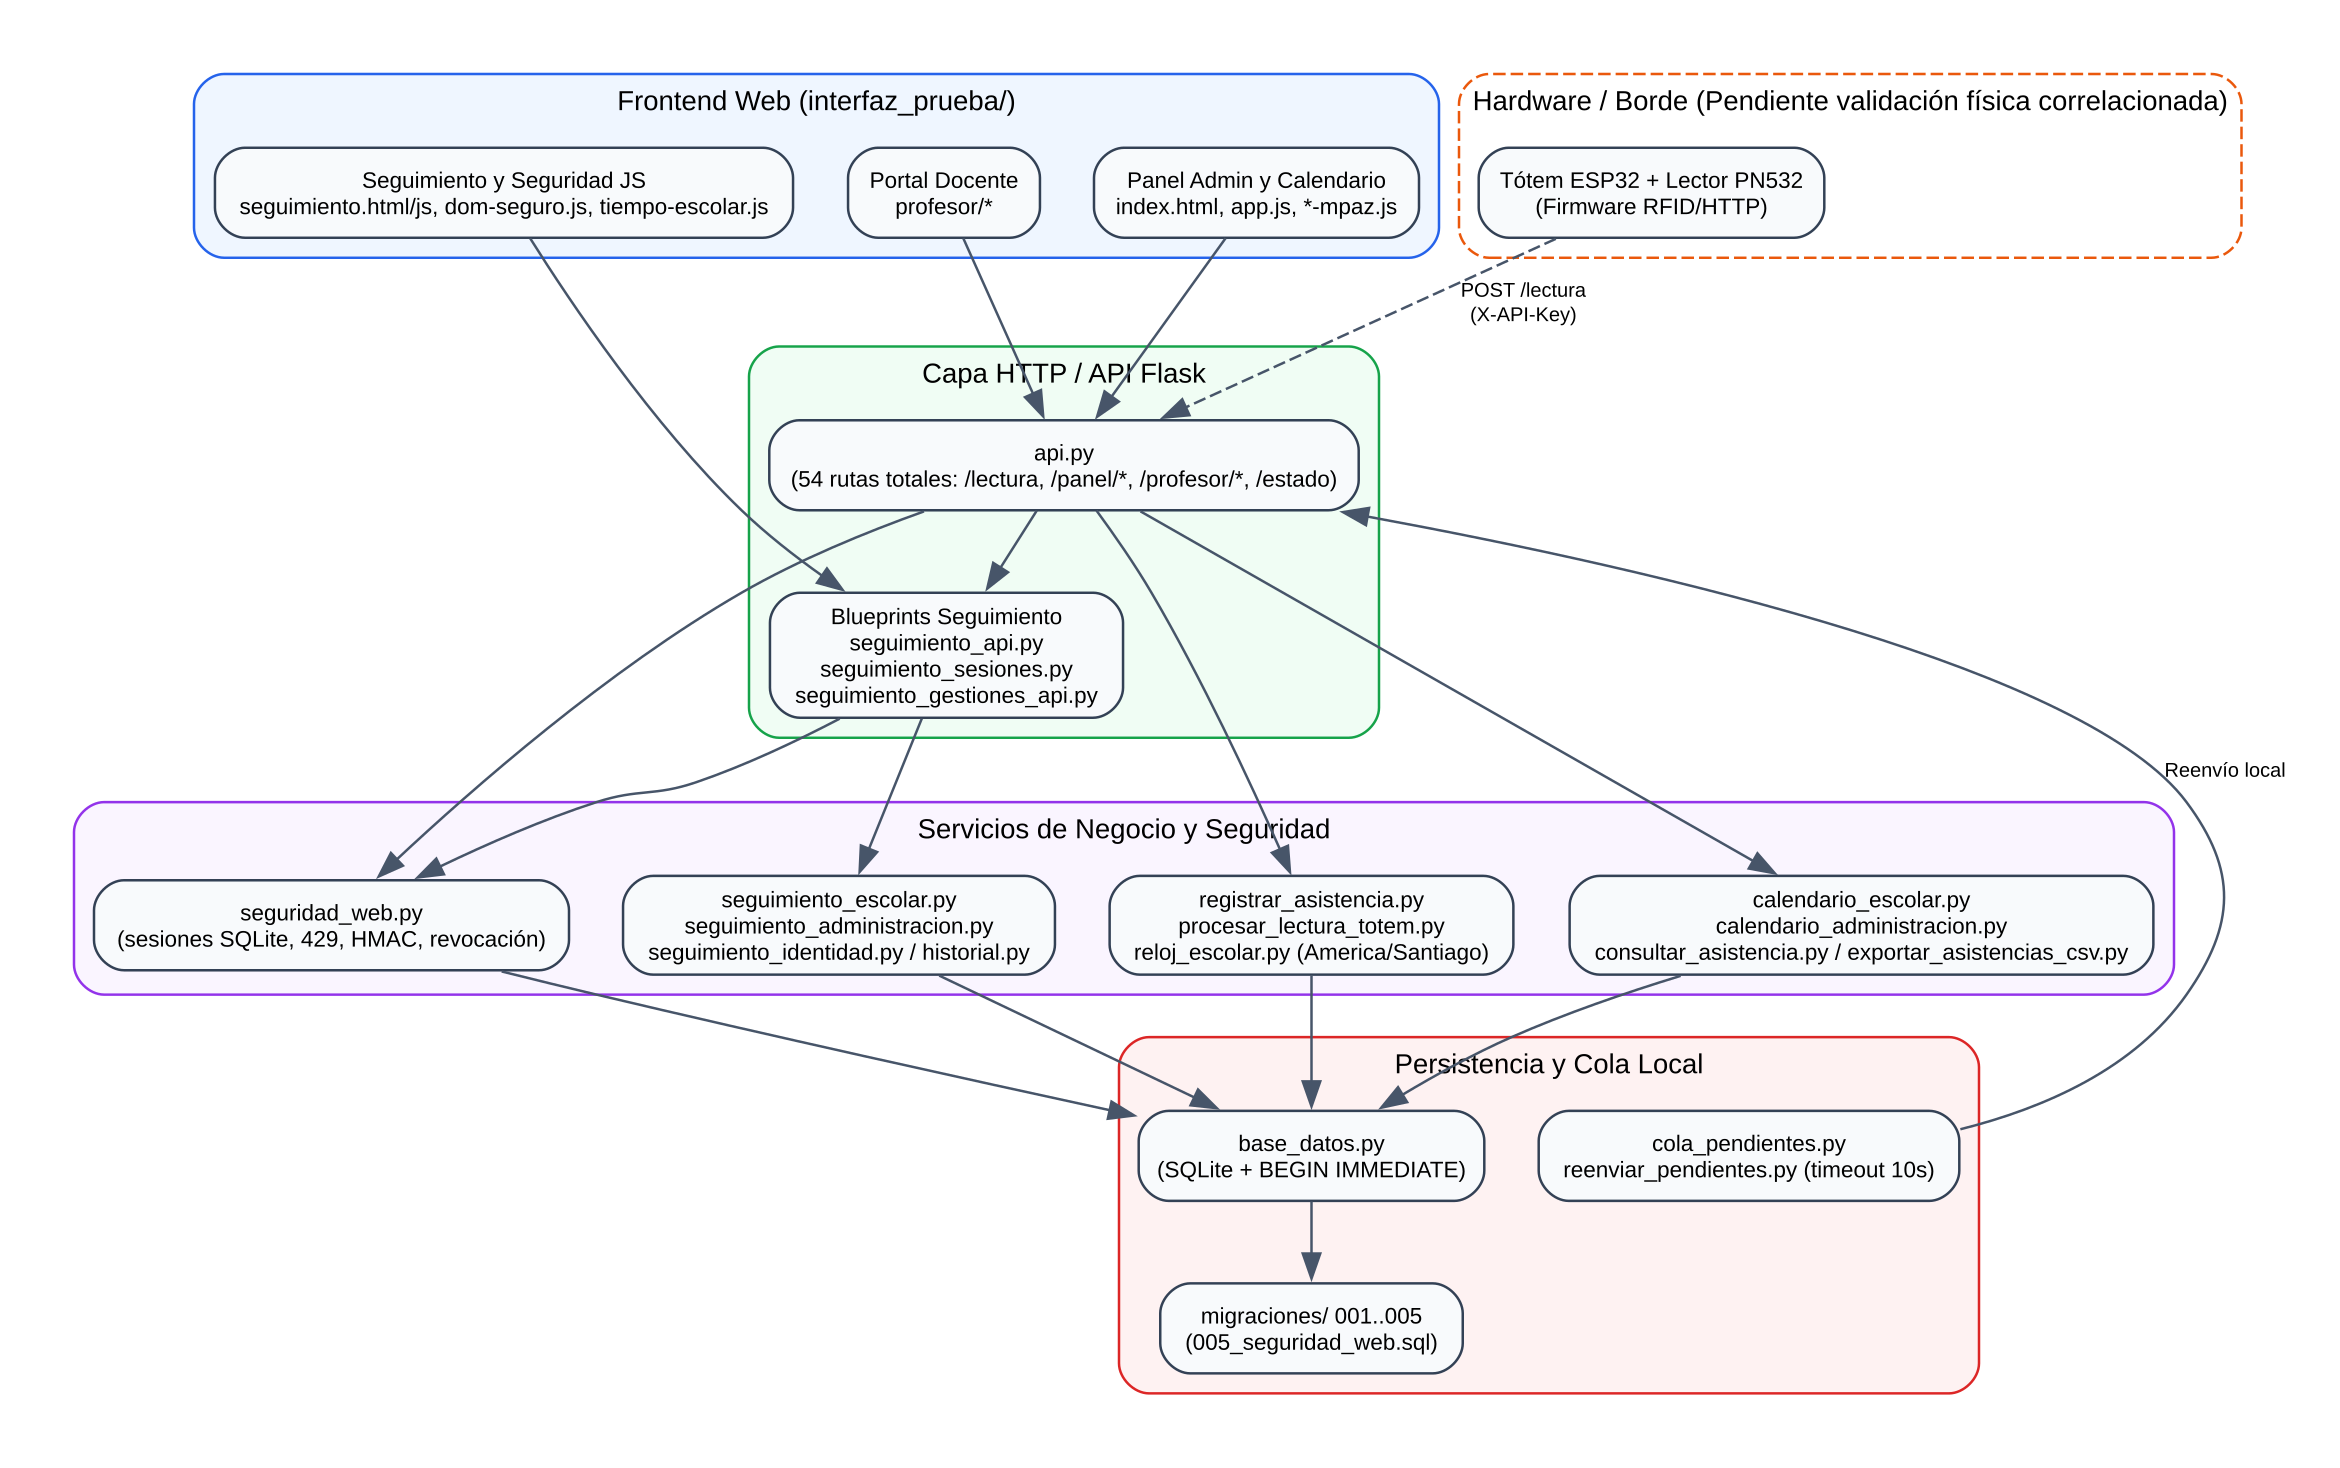 Frontend Web (interfaz_prueba/)
Hardware / Borde (Pendiente validación física correlacionada)
Seguimiento y Seguridad JS
seguimiento.html/js, dom-seguro.js, tiempo-escolar.js
Portal Docente
profesor/*
Panel Admin y Calendario
index.html, app.js, *-mpaz.js
Tótem ESP32 + Lector PN532
(Firmware RFID/HTTP)
POST /lectura
(X-API-Key)
Capa HTTP / API Flask
api.py
(54 rutas totales: /lectura, /panel/*, /profesor/*, /estado)
Blueprints Seguimiento
seguimiento_api.py
seguimiento_sesiones.py
seguimiento_gestiones_api.py
Reenvío local
Servicios de Negocio y Seguridad
seguridad_web.py
(sesiones SQLite, 429, HMAC, revocación)
seguimiento_escolar.py
seguimiento_administracion.py
seguimiento_identidad.py / historial.py
registrar_asistencia.py
procesar_lectura_totem.py
reloj_escolar.py (America/Santiago)
calendario_escolar.py
calendario_administracion.py
consultar_asistencia.py / exportar_asistencias_csv.py
Persistencia y Cola Local
base_datos.py
(SQLite + BEGIN IMMEDIATE)
cola_pendientes.py
reenviar_pendientes.py (timeout 10s)
migraciones/ 001..005
(005_seguridad_web.sql)